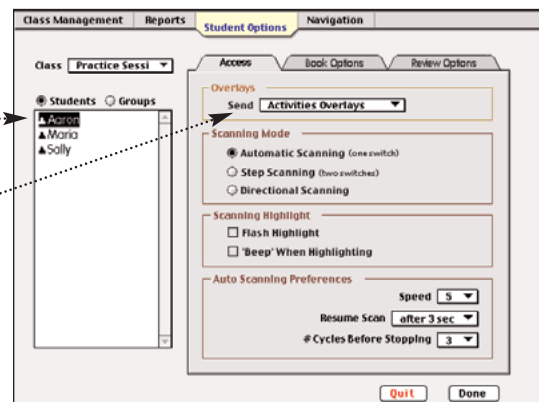 Class Management Reports Student Options Navigation
Class Practice Sessi
Access Book Options Review Options
Students Groups
Aaron
Maria
Sally
Overlays
Send Activities Overlays
Scanning Mode
Automatic Scanning (one switch)
Step Scanning (two switches)
Directional Scanning
Scanning Highlight
Flash Highlight
'Beep' When Highlighting
Auto Scanning Preferences
Speed 5
Resume Scan after 3 sec
# Cycles Before Stopping 3
Quit Done